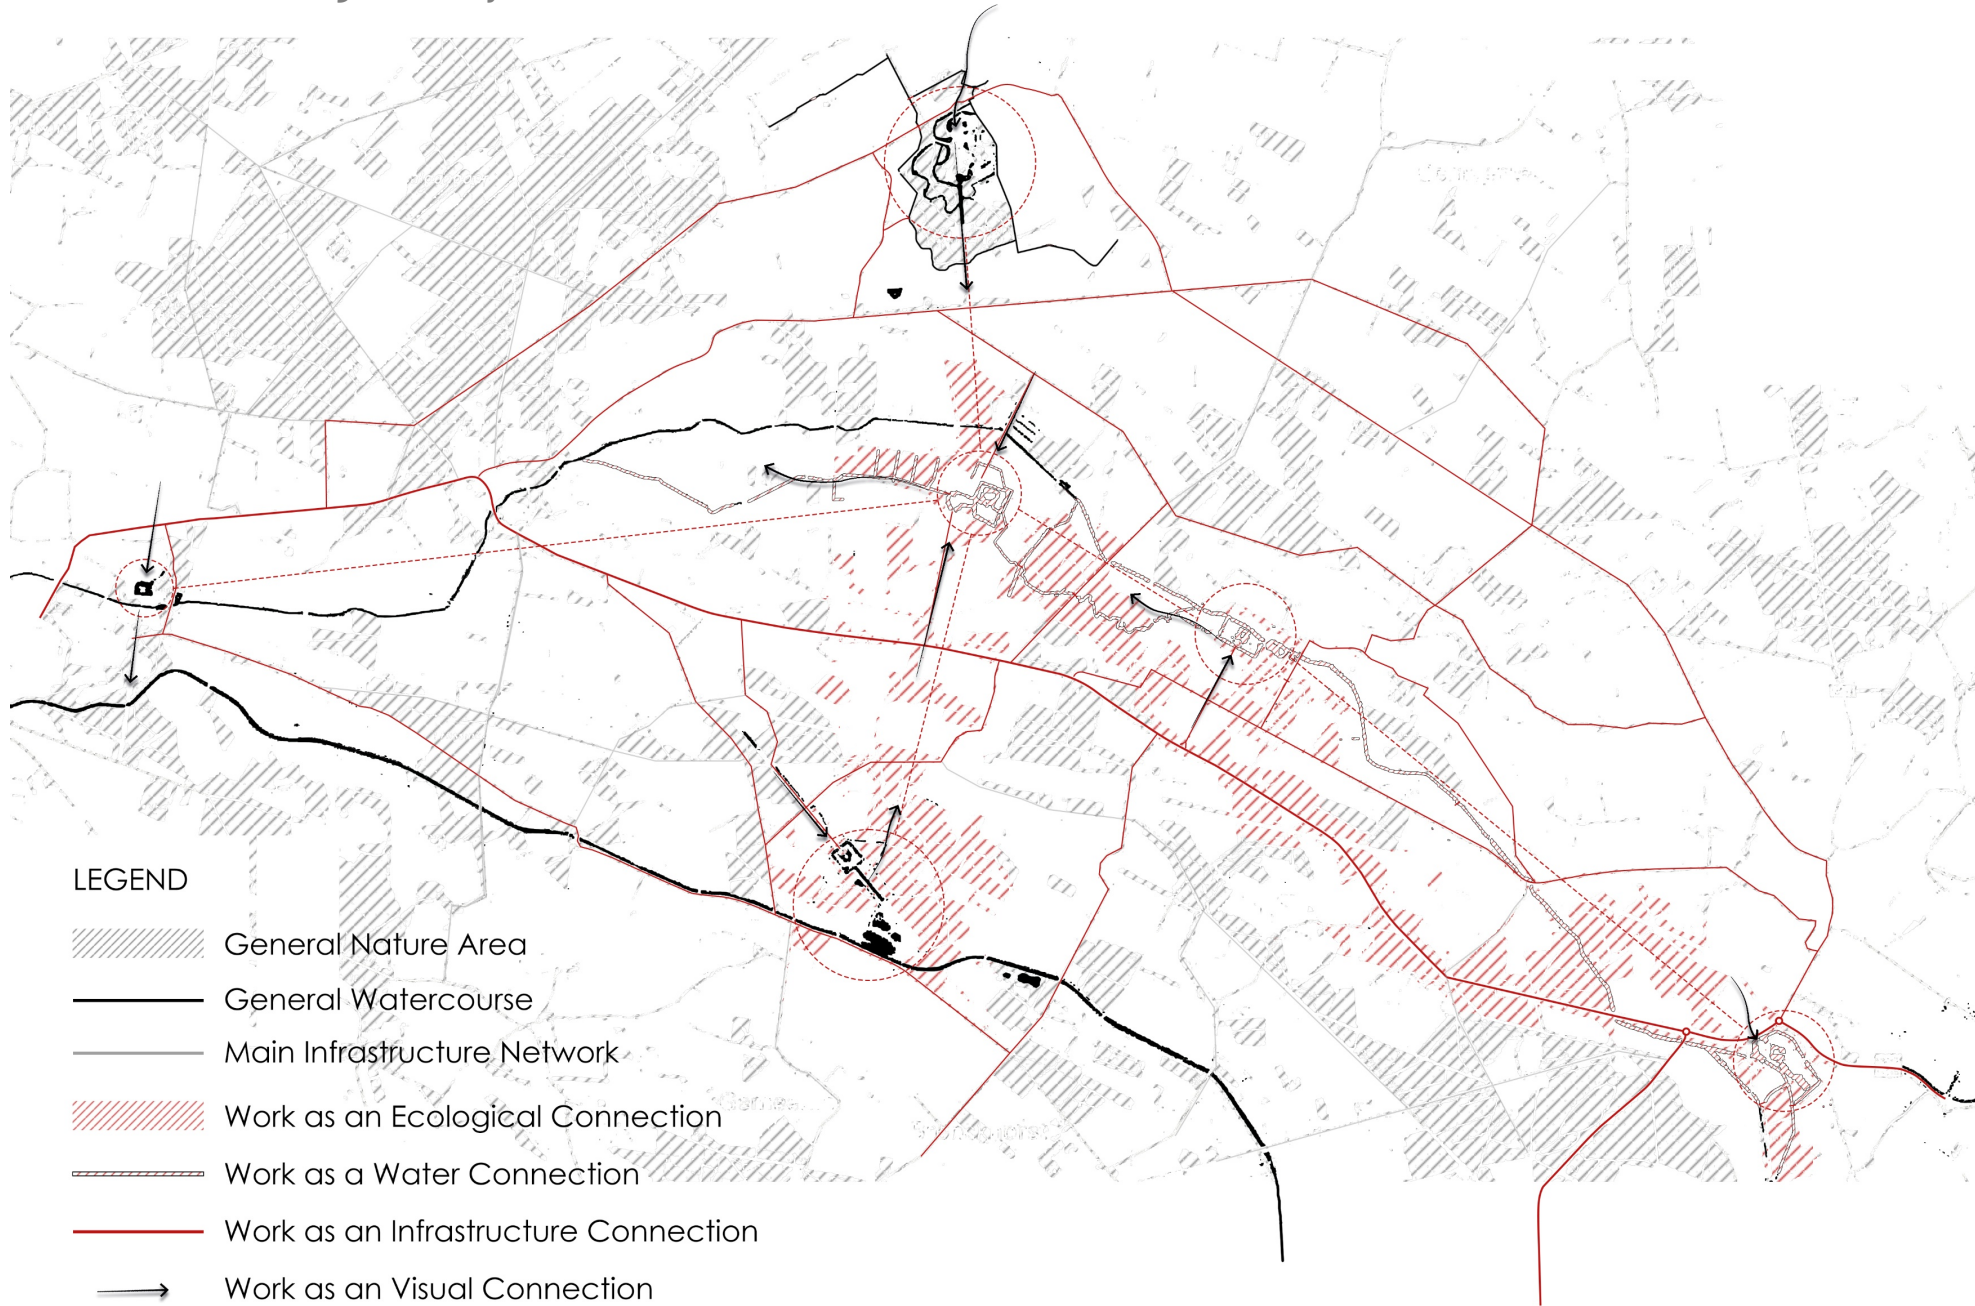 LEGEND
General Nature Area
General Watercourse
Main Infrastructure Network
Work as an Ecological Connection
Work as a Water Connection
Work as an Infrastructure Connection
Work as an Visual Connection